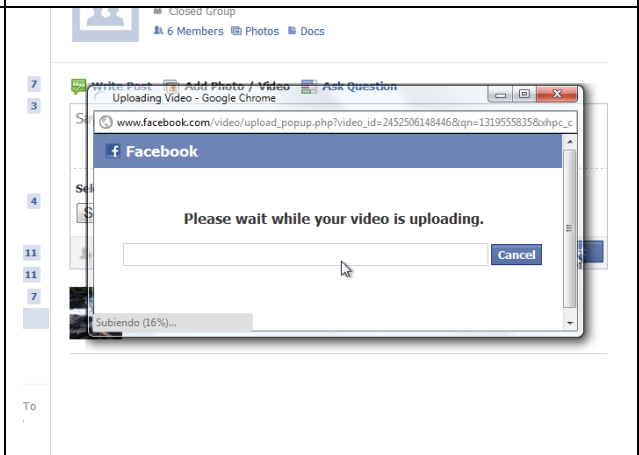 Closed Group
6 Members Photos Docs
7
Write Post Add Photo / Video Ask Question
Uploading Video - Google Chrome
3
www.facebook.com/video/upload_popup.php?video_id=2452506148446&qn=1319555835&xhpc_c
Facebook
Sel
4
Please wait while your video is uploading.
11
Cancel
11
7
Subiendo (16%)...
To